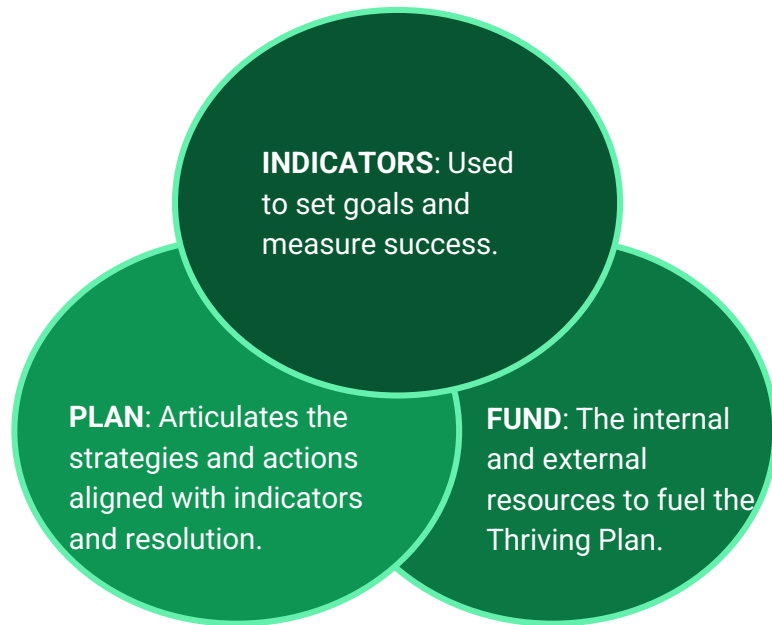 INDICATORS: Used
to set goals and
measure success.
PLAN: Articulates the
strategies and actions
aligned with indicators
and resolution.
FUND: The internal
and external
resources to fuel the
Thriving Plan.